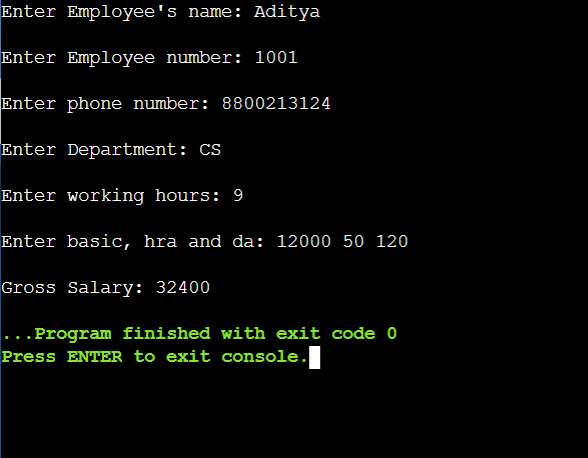 Enter Employee's name: Aditya
Enter Employee number: 1001
Enter phone number: 8800213124
Enter Department: CS
Enter working hours: 9
Enter basic, hra and da: 12000 50 120
Gross Salary: 32400
...Program finished with exit code 0
Press ENTER to exit console.